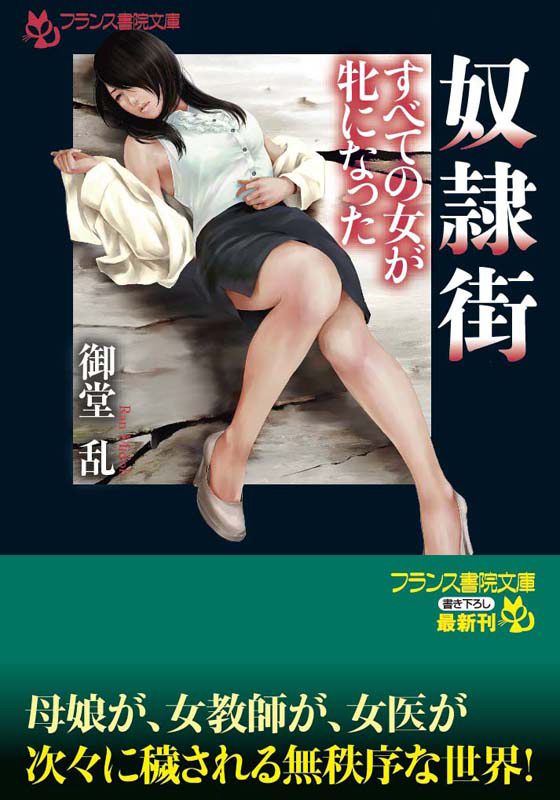 フランス書院文庫
奴隷街
すべての女が
牝になった
御堂 乱
Ran Midoh
フランス書院文庫
書き下ろし
最新刊
母娘が、女教師が、女医が
次々に穢される無秩序な世界!